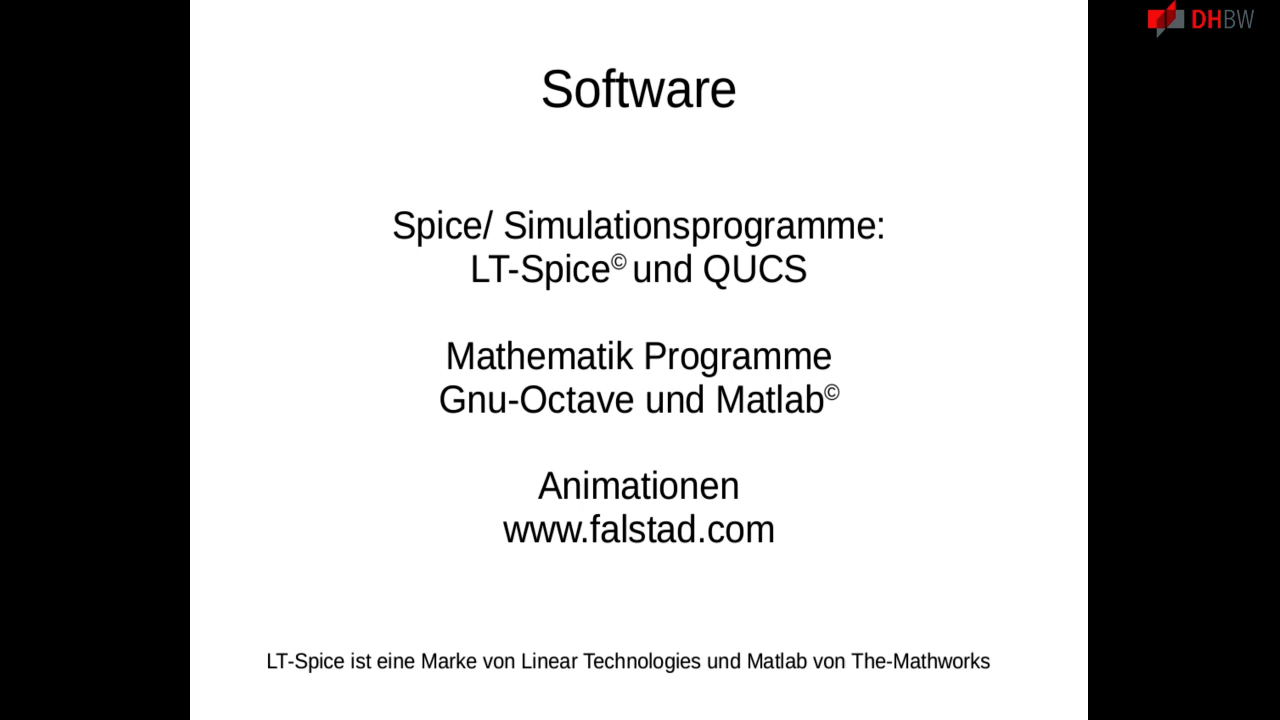 DHBW
Software
Spice/ Simulationsprogramme:
LT-Spice© und QUCS
Mathematik Programme
Gnu-Octave und Matlab©
Animationen
www.falstad.com
LT-Spice ist eine Marke von Linear Technologies und Matlab von The-Mathworks